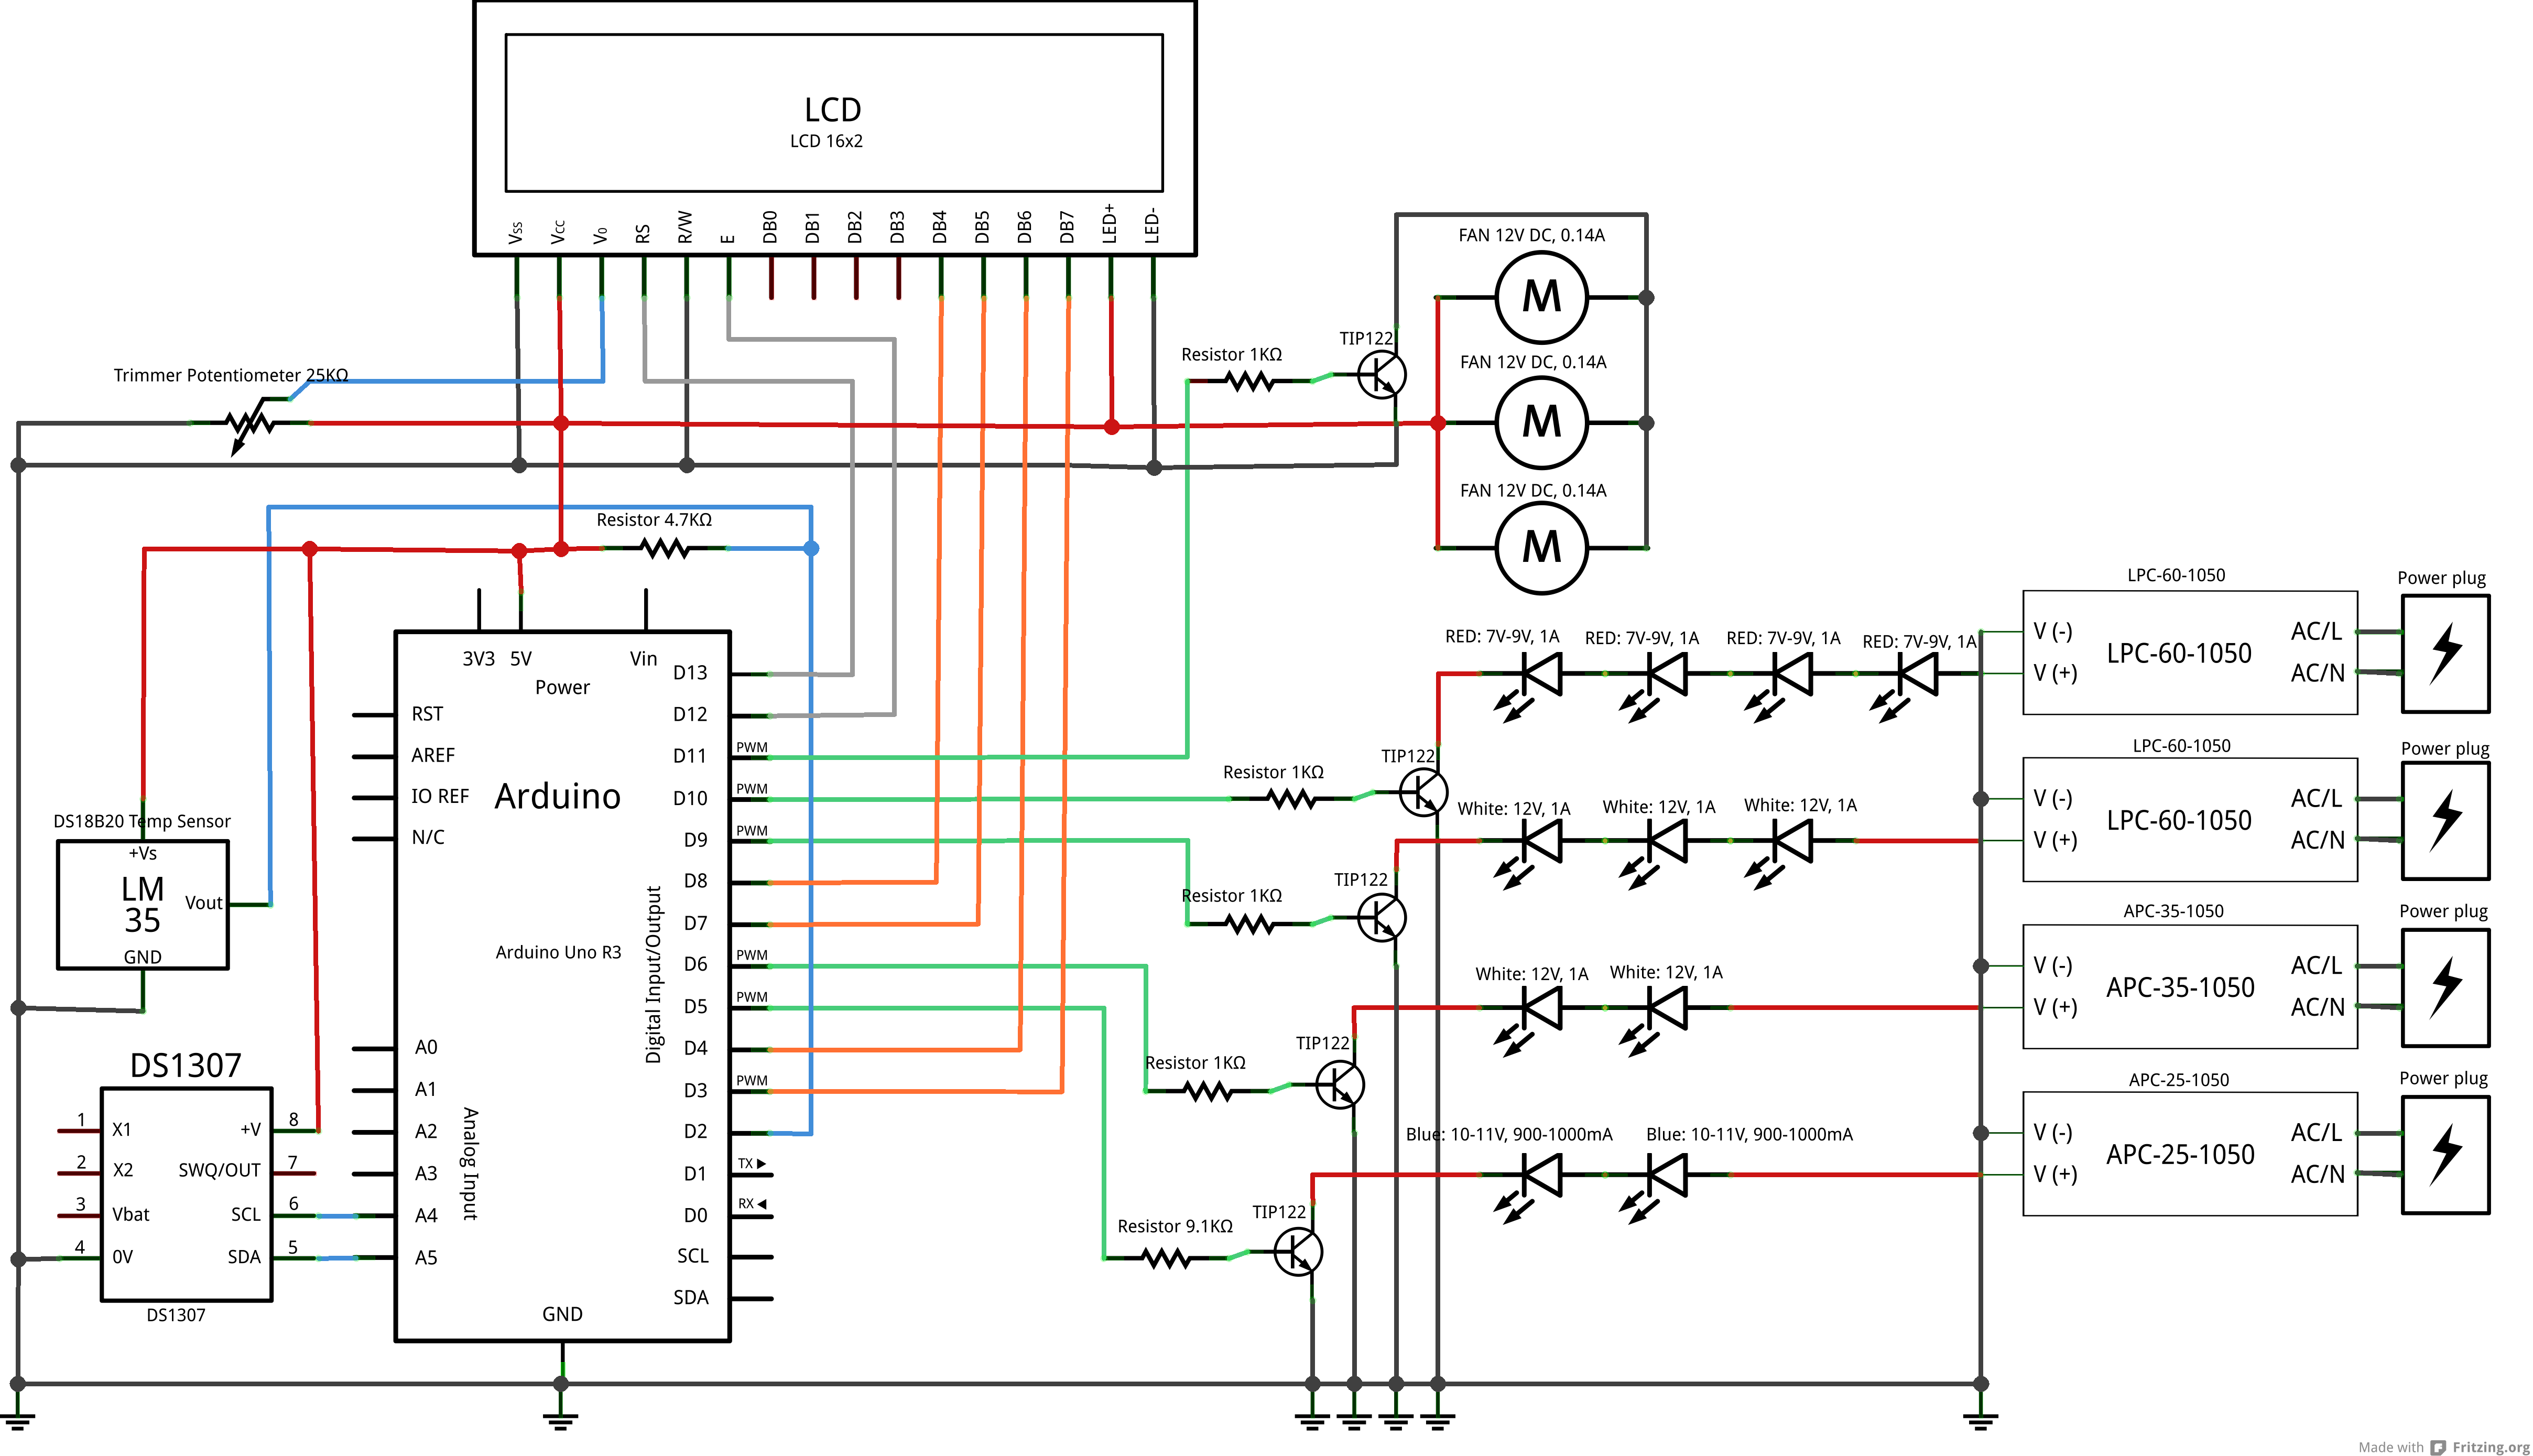 LCD
LCD 16x2
Vss
Vcc
V0
RS
R/W
E
DB0
DB1
DB2
DB3
DB4
DB5
DB6
DB7
LED+
LED-
FAN 12V DC, 0.14A
M
FAN 12V DC, 0.14A
M
FAN 12V DC, 0.14A
M
TIP122
Resistor 1KΩ
Trimmer Potentiometer 25KΩ
Resistor 4.7KΩ
3V3
5V
Vin
Power
RST
AREF
IO REF
N/C
Arduino
Arduino Uno R3
A0
A1
A2
A3
A4
A5
Analog Input
Digital Input/Output
D13
D12
D11
PWM
D10
PWM
D9
PWM
D8
D7
D6
PWM
D5
PWM
D4
D3
PWM
D2
D1
TX ▶
D0
RX ◀
SCL
SDA
GND
DS18B20 Temp Sensor
+Vs
LM
35
Vout
GND
DS1307
1
X1
2
X2
3
Vbat
4
0V
+V
8
SWQ/OUT
7
SCL
6
SDA
5
DS1307
RED: 7V-9V, 1A
RED: 7V-9V, 1A
RED: 7V-9V, 1A
RED: 7V-9V, 1A
TIP122
Resistor 1KΩ
White: 12V, 1A
White: 12V, 1A
White: 12V, 1A
TIP122
Resistor 1KΩ
White: 12V, 1A
White: 12V, 1A
TIP122
Resistor 1KΩ
Blue: 10-11V, 900-1000mA
Blue: 10-11V, 900-1000mA
TIP122
Resistor 9.1KΩ
LPC-60-1050
Power plug
V (-)
V (+)
LPC-60-1050
AC/L
AC/N
LPC-60-1050
Power plug
V (-)
V (+)
LPC-60-1050
AC/L
AC/N
APC-35-1050
Power plug
V (-)
V (+)
APC-35-1050
AC/L
AC/N
APC-25-1050
Power plug
V (-)
V (+)
APC-25-1050
AC/L
AC/N
Made with Fritzing.org